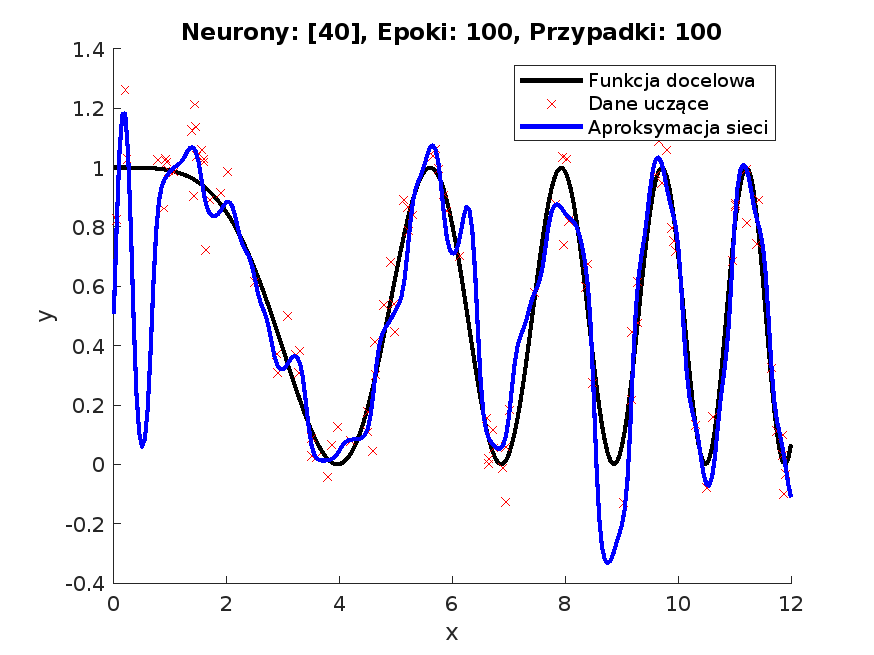 Neurony: [40], Epoki: 100, Przypadki: 100
1.4
1.2
1
0.8
0.6
0.4
0.2
0
-0.2
-0.4
y
Funkcja docelowa
Dane uczące
Aproksymacja sieci
0 2 4 6 8 10 12
x